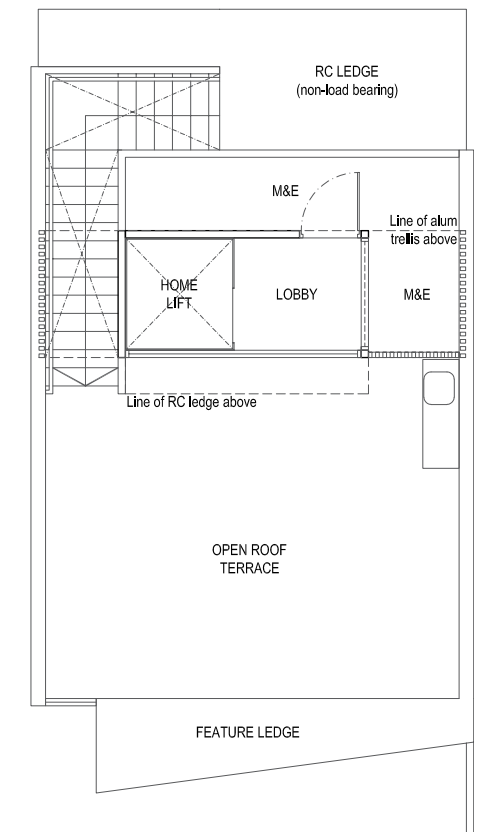 RC LEDGE
(non-load bearing)
M&E
Line of alum
trellis above
HOME
LIFT
LOBBY
M&E
Line of RC ledge above
OPEN ROOF
TERRACE
FEATURE LEDGE